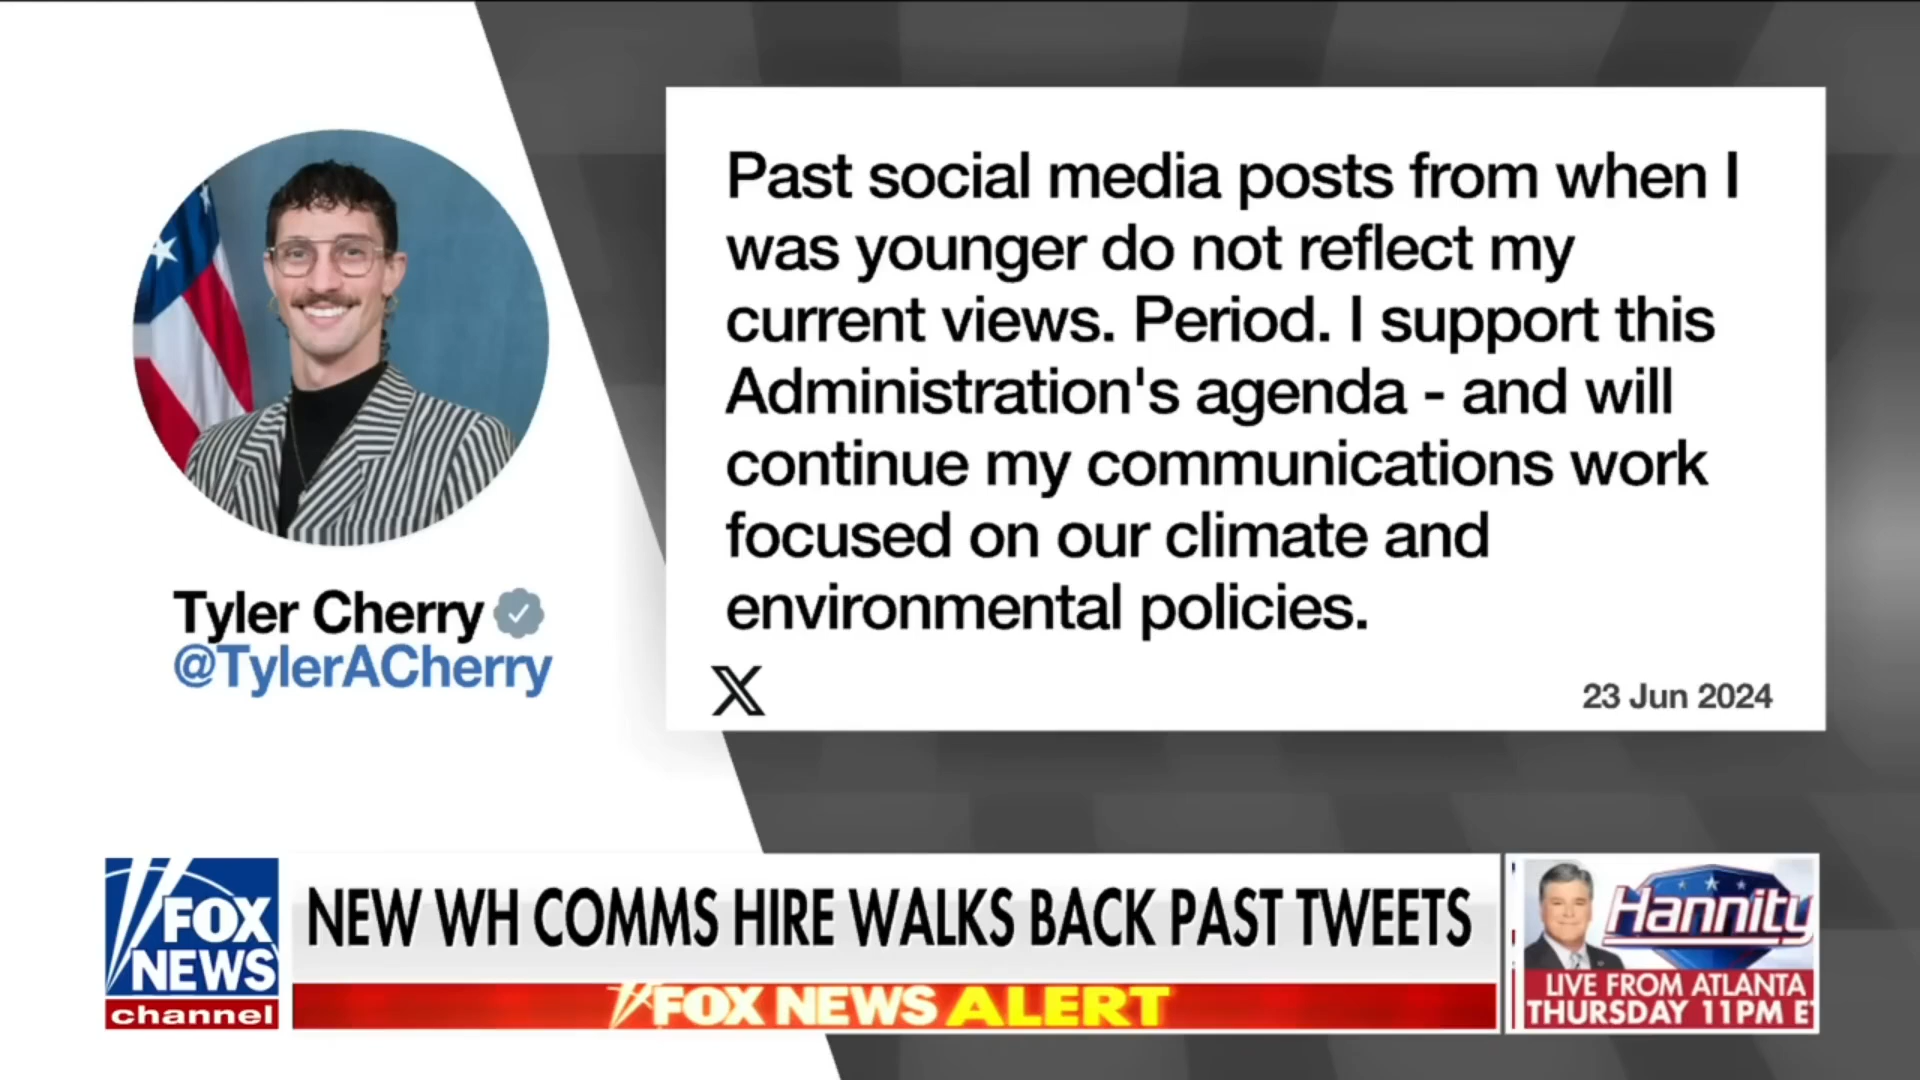 Past social media posts from when I
was younger do not reflect my
current views. Period. I support this
Administration's agenda - and will
continue my communications work
focused on our climate and
environmental policies.
23 Jun 2024
Tyler Cherry
@TylerACherry
FOX
NEWS
channel
NEW WH COMMS HIRE WALKS BACK PAST TWEETS
FOX NEWS ALERT
Hannity
LIVE FROM ATLANTA
THURSDAY 11PM ET